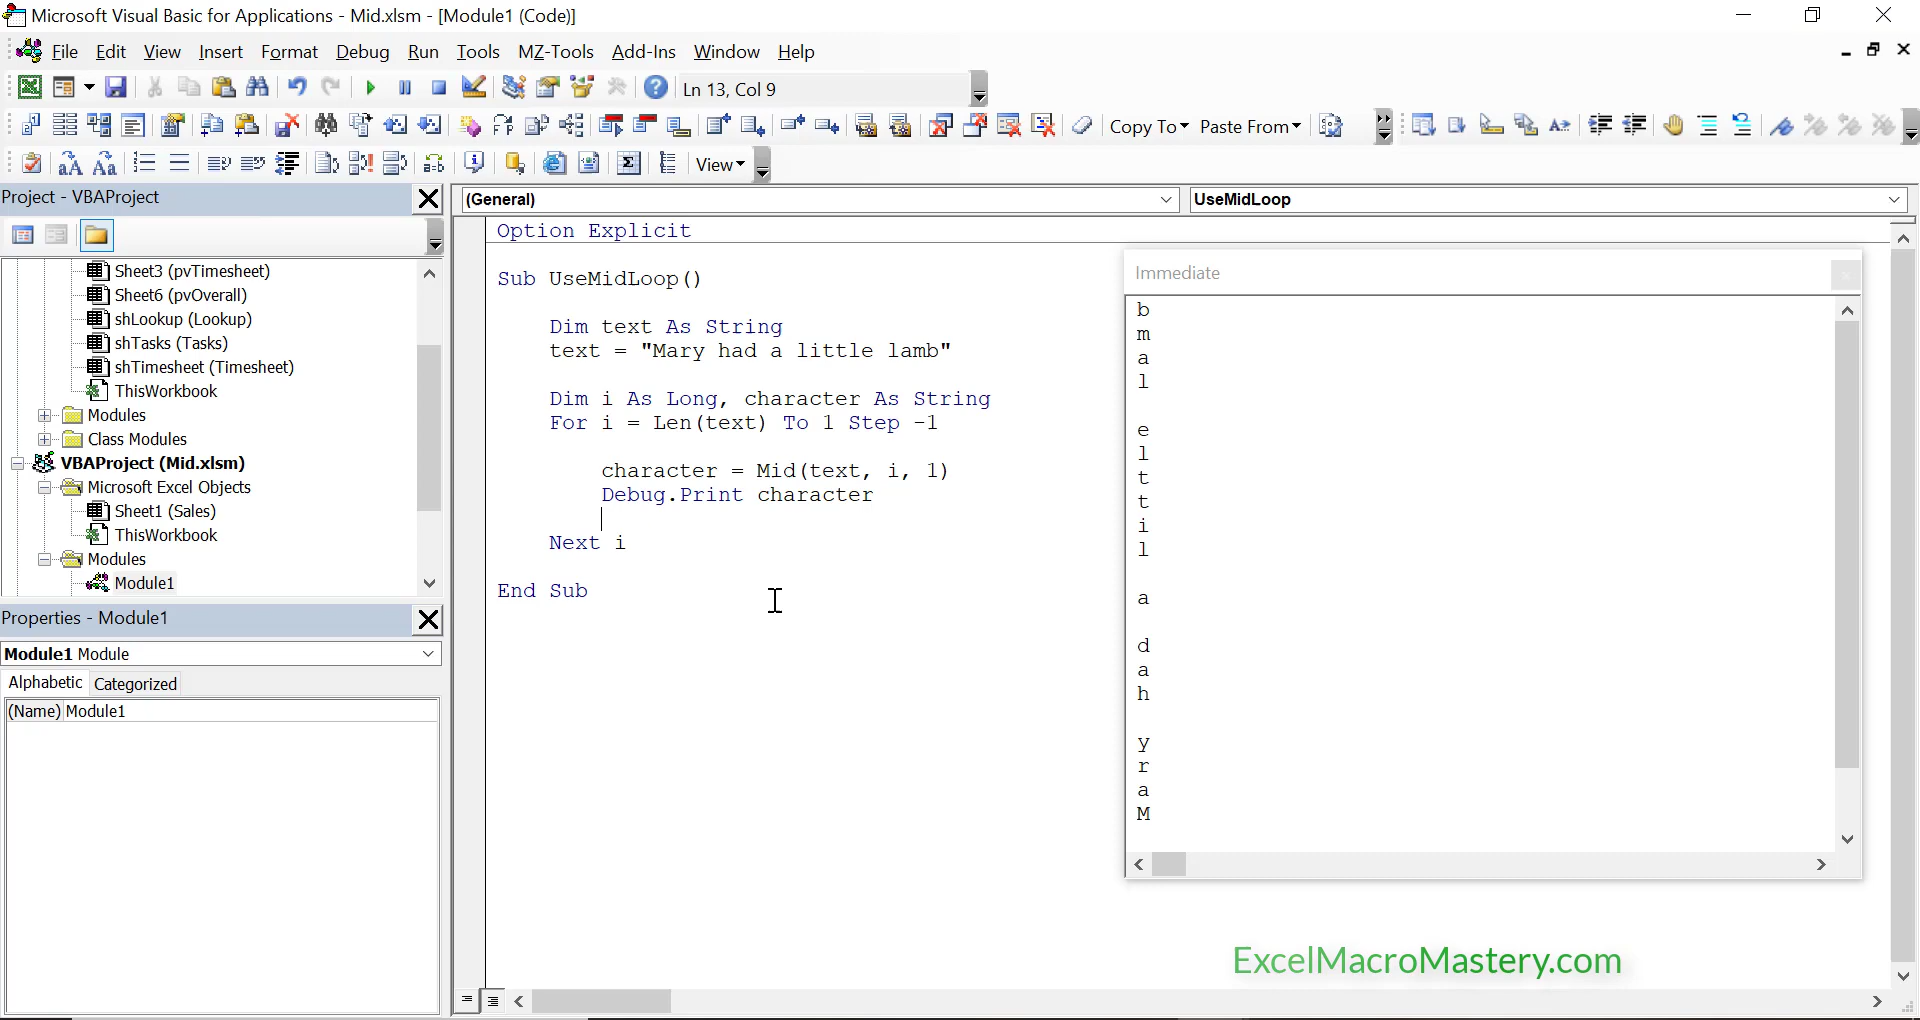 Microsoft Visual Basic for Applications - Mid.xlsm - [Module1 (Code)]
File Edit View Insert Format Debug Run Tools MZ-Tools Add-Ins Window Help
Ln 13, Col 9
Copy To Paste From
View
Project - VBAProject
Sheet3 (pvTimesheet)
Sheet6 (pvOverall)
shLookup (Lookup)
shTasks (Tasks)
shTimesheet (Timesheet)
ThisWorkbook
Modules
Class Modules
VBAProject (Mid.xlsm)
Microsoft Excel Objects
Sheet1 (Sales)
ThisWorkbook
Modules
Module1
Properties - Module1
Module1 Module
Alphabetic Categorized
(Name) Module1
(General) UseMidLoop
Option Explicit
Sub UseMidLoop()
Dim text As String
text = "Mary had a little lamb"
Dim i As Long, character As String
For i = Len(text) To 1 Step -1
character = Mid(text, i, 1)
Debug.Print character
Next i
End Sub
Immediate
b
m
a
l
e
l
t
t
i
l
a
d
a
h
y
r
a
M
ExcelMacroMastery.com